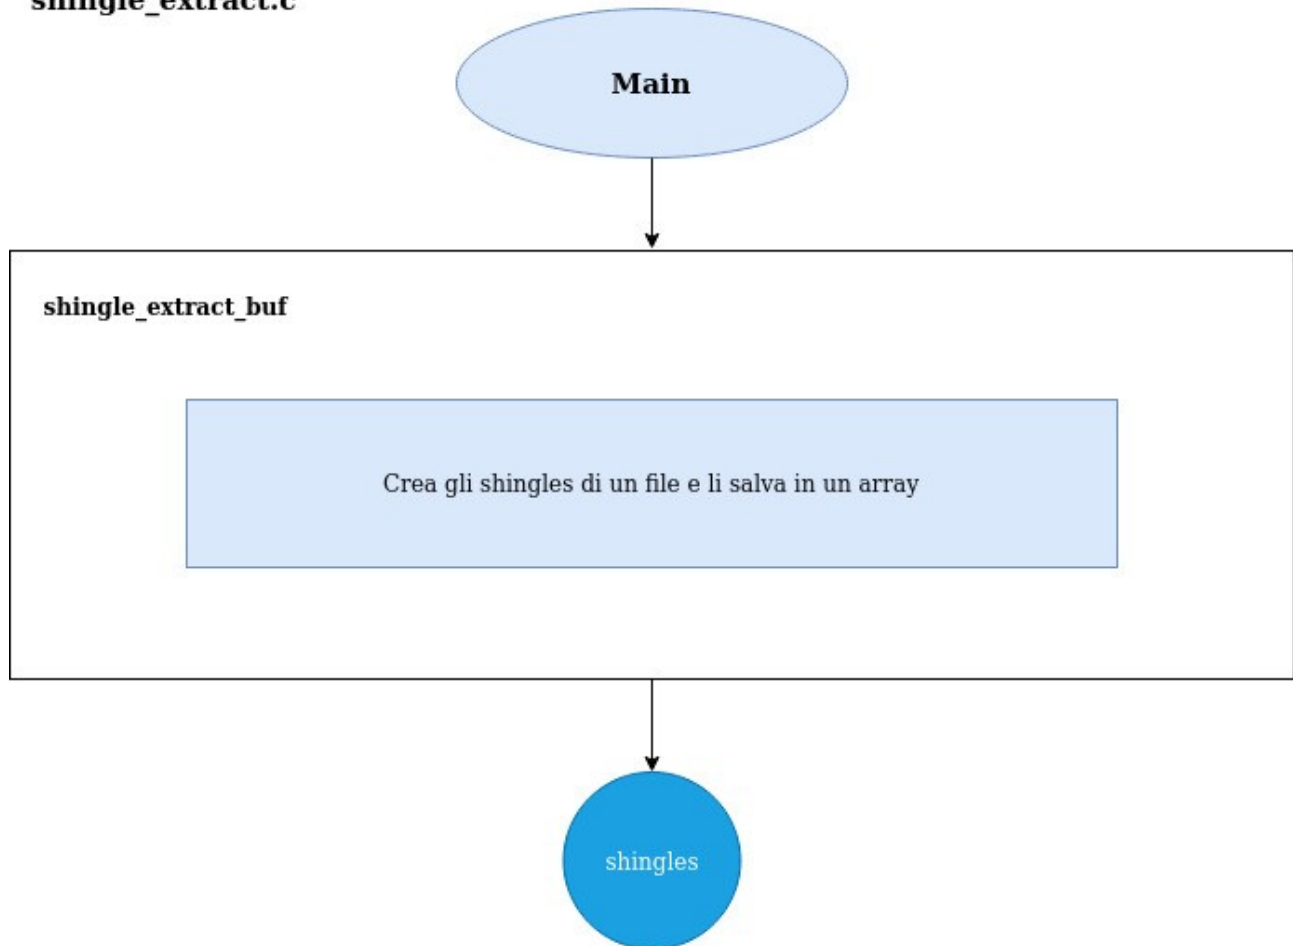 shingle_extract.c
Main
shingle_extract_buf
Crea gli shingles di un file e li salva in un array
shingles